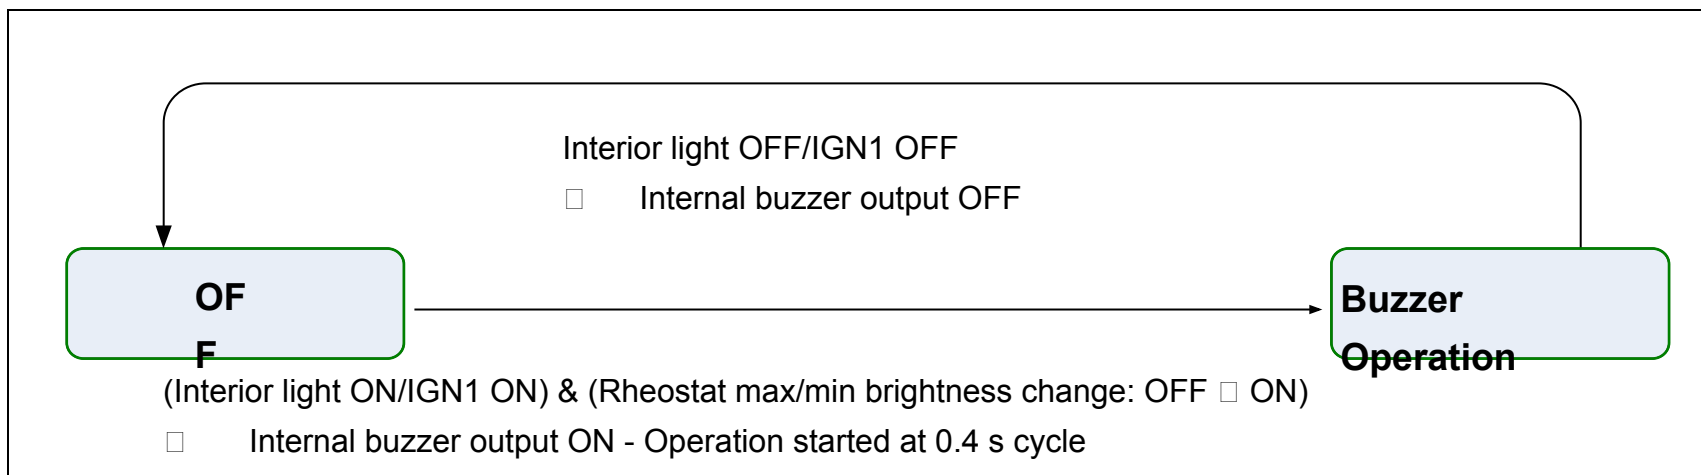 Interior light OFF/IGN1 OFF
□ Internal buzzer output OFF
OF
F
Buzzer
Operation
(Interior light ON/IGN1 ON) & (Rheostat max/min brightness change: OFF □ ON)
□ Internal buzzer output ON - Operation started at 0.4 s cycle